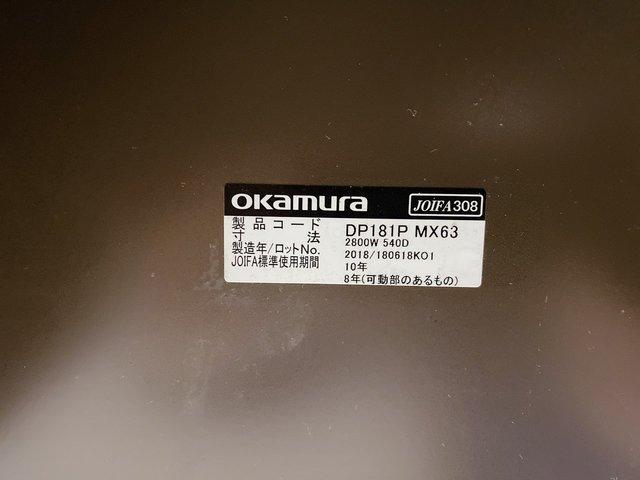 okamura JOIFA308
製品コード DP181P MX63
寸法 2800W 540D
製造年/ロットNo. 2018/180618K01
JOIFA標準使用期間 10年
8年(可動部のあるもの)